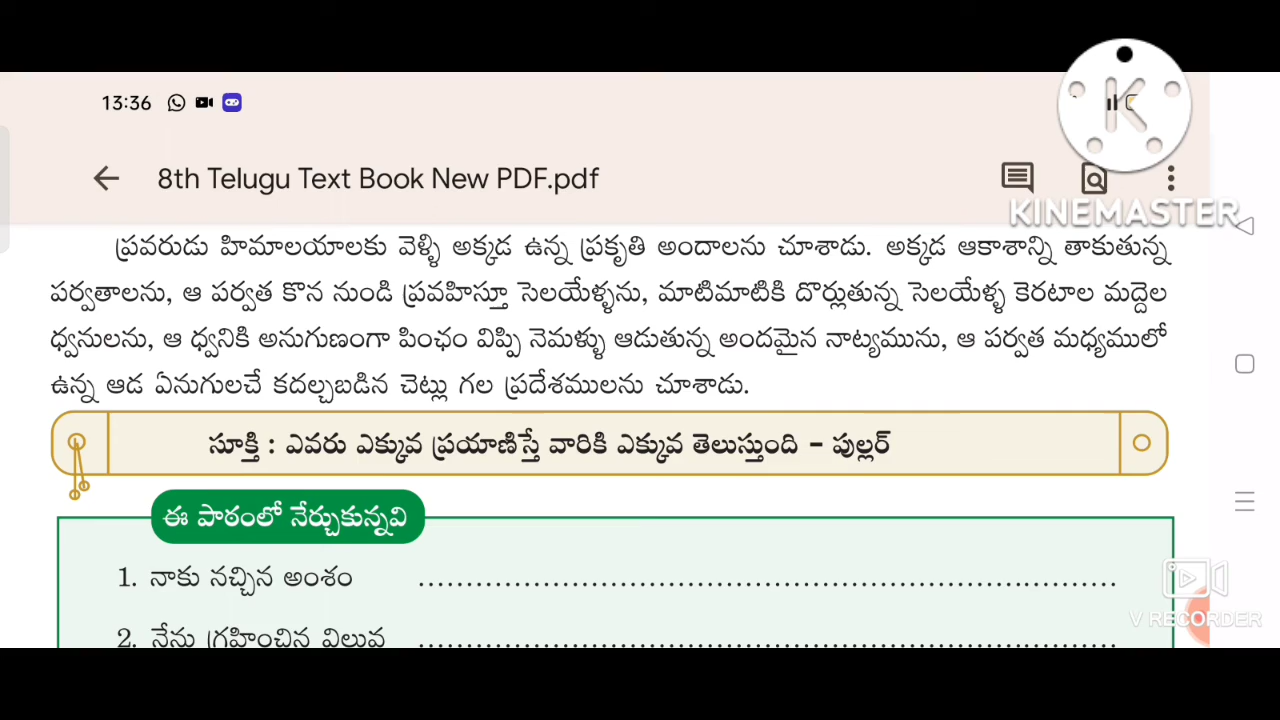 13:36
8th Telugu Text Book New PDF.pdf
KINEMASTER
ప్రవరుడు హిమాలయాలకు వెళ్ళి అక్కడ ఉన్న ప్రకృతి అందాలను చూశాడు. అక్కడ ఆకాశాన్ని తాకుతున్న
పర్వతాలను, ఆ పర్వత కొన నుండి ప్రవహిస్తూ సెలయేళ్ళను, మాటిమాటికి దొర్లుతున్న సెలయేళ్ళ కెరటాల మద్దెల
ధ్వనులను, ఆ ధ్వనికి అనుగుణంగా పింఛం విప్పి నెమళ్ళు ఆడుతున్న అందమైన నాట్యమును, ఆ పర్వత మధ్యములో
ఉన్న ఆడ ఏనుగులచే కదల్చబడిన చెట్లు గల ప్రదేశములను చూశాడు.
సూక్తి : ఎవరు ఎక్కువ ప్రయాణిస్తే వారికి ఎక్కువ తెలుస్తుంది – పుల్లర్
ఈ పాఠంలో నేర్చుకున్నవి
1. నాకు నచ్చిన అంశం ........................................................................
2. నేను గ్రహించిన విలువ ........................................................................
V RECORDER